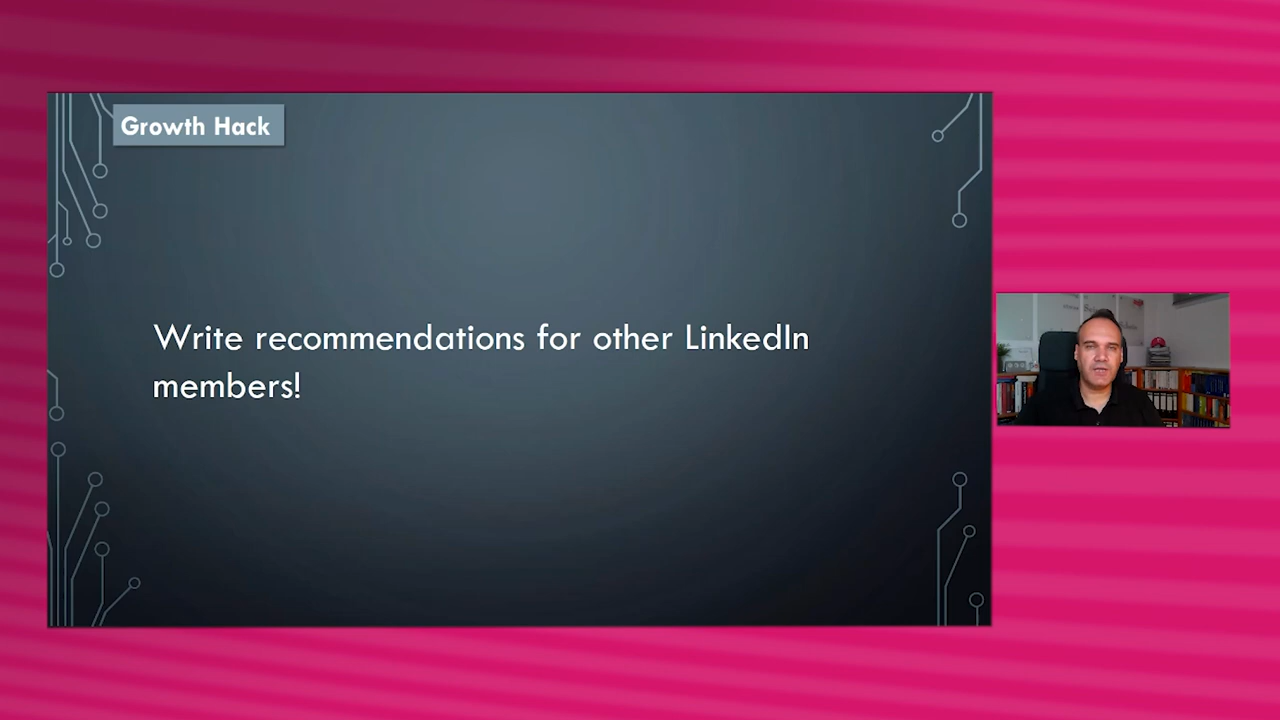 Growth Hack
Write recommendations for other LinkedIn
members!